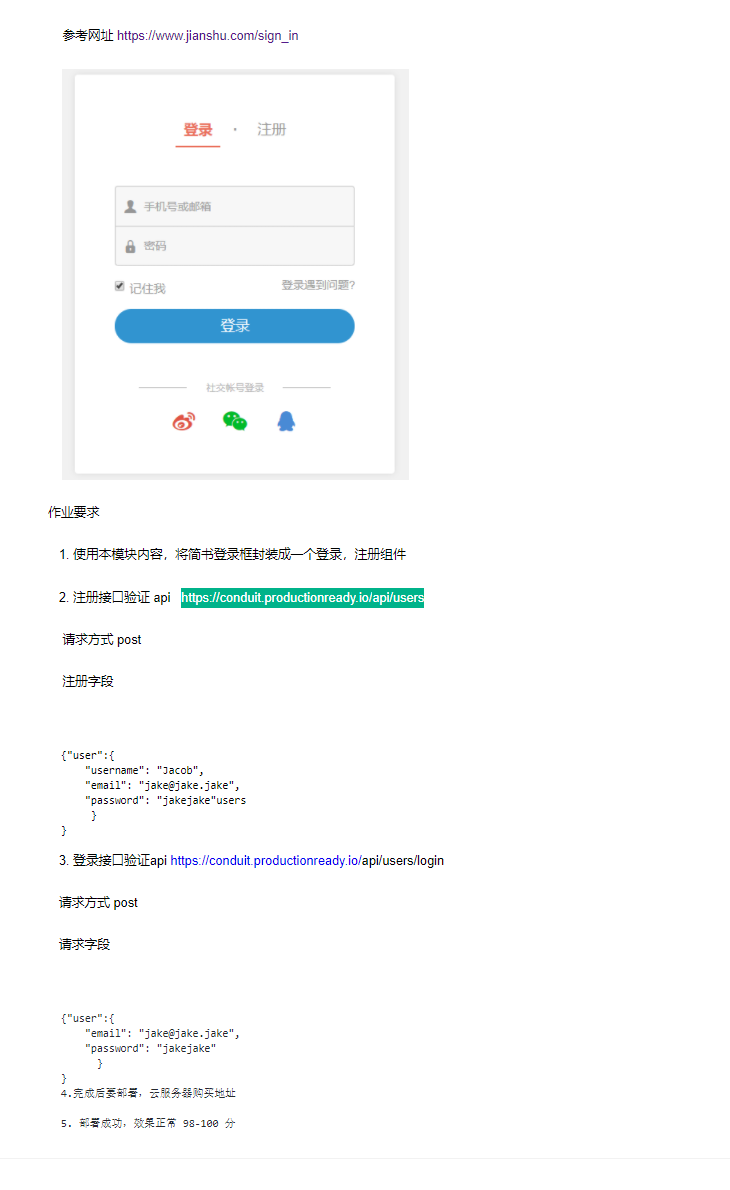 参考网址 https://www.jianshu.com/sign_in
登录 · 注册
手机号或邮箱
密码
记住我 登录遇到问题?
登录
社交帐号登录
作业要求
1. 使用本模块内容，将简书登录框封装成一个登录，注册组件
2. 注册接口验证 api https://conduit.productionready.io/api/users
请求方式 post
注册字段
{"user":{
"username": "Jacob",
"email": "jake@jake.jake",
"password": "jakejake"users
}
}
3. 登录接口验证api https://conduit.productionready.io/api/users/login
请求方式 post
请求字段
{"user":{
"email": "jake@jake.jake",
"password": "jakejake"
}
}
4.完成后要部署，云服务器购买地址
5. 部署成功，效果正常 98-100 分